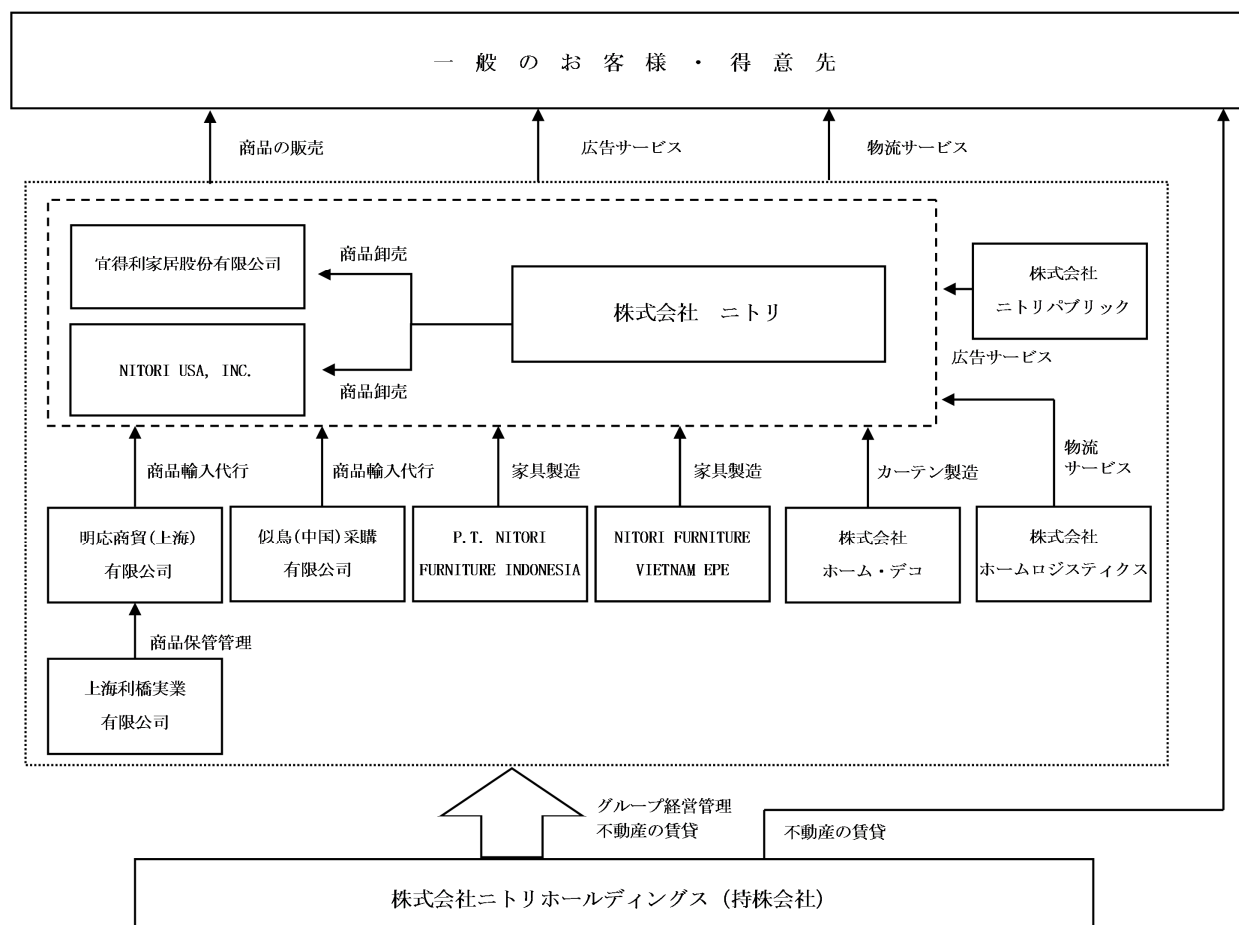 一般のお客様・得意先
商品の販売
広告サービス
物流サービス
宜得利家居股份有限公司
商品卸売
株式会社　ニトリ
株式会社
ニトリパブリック
NITORI USA, INC.
商品卸売
広告サービス
商品輸入代行
商品輸入代行
家具製造
家具製造
カーテン製造
物流
サービス
明応商貿(上海)
有限公司
似鳥(中国)采購
有限公司
P.T. NITORI
FURNITURE INDONESIA
NITORI FURNITURE
VIETNAM EPE
株式会社
ホーム・デコ
株式会社
ホームロジスティクス
商品保管管理
上海利橋実業
有限公司
グループ経営管理
不動産の賃貸
不動産の賃貸
株式会社ニトリホールディングス（持株会社）